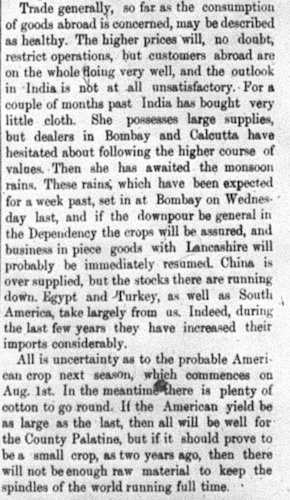 Trade generally, so far as the consumption
of goods abroad is concerned, may be described
as healthy. The higher prices will, no doubt,
restrict operations, but customers abroad are
on the whole doing very well, and the outlook
in India is not at all unsatisfactory. For a
couple of months past India has bought very
little cloth. She possesses large supplies,
but dealers in Bombay and Calcutta have
hesitated about following the higher course of
values. Then she has awaited the monsoon
rains. These rains, which have been expected
for a week past, set in at Bombay on Wednes-
day last, and if the downpour be general in
the Dependency the crops will be assured, and
business in piece goods with Lancashire will
probably be immediately resumed. China is
over supplied, but the stocks there are running
down. Egypt and Turkey, as well as South
America, take largely from us. Indeed, during
the last few years they have increased their
imports considerably.
All is uncertainty as to the probable Ameri-
can crop next season, which commences on
Aug. 1st. In the meantime there is plenty of
cotton to go round. If the American yield be
as large as the last, then all will be well for
the County Palatine, but if it should prove to
be a small crop, as two years ago, then there
will not be enough raw material to keep the
spindles of the world running full time.